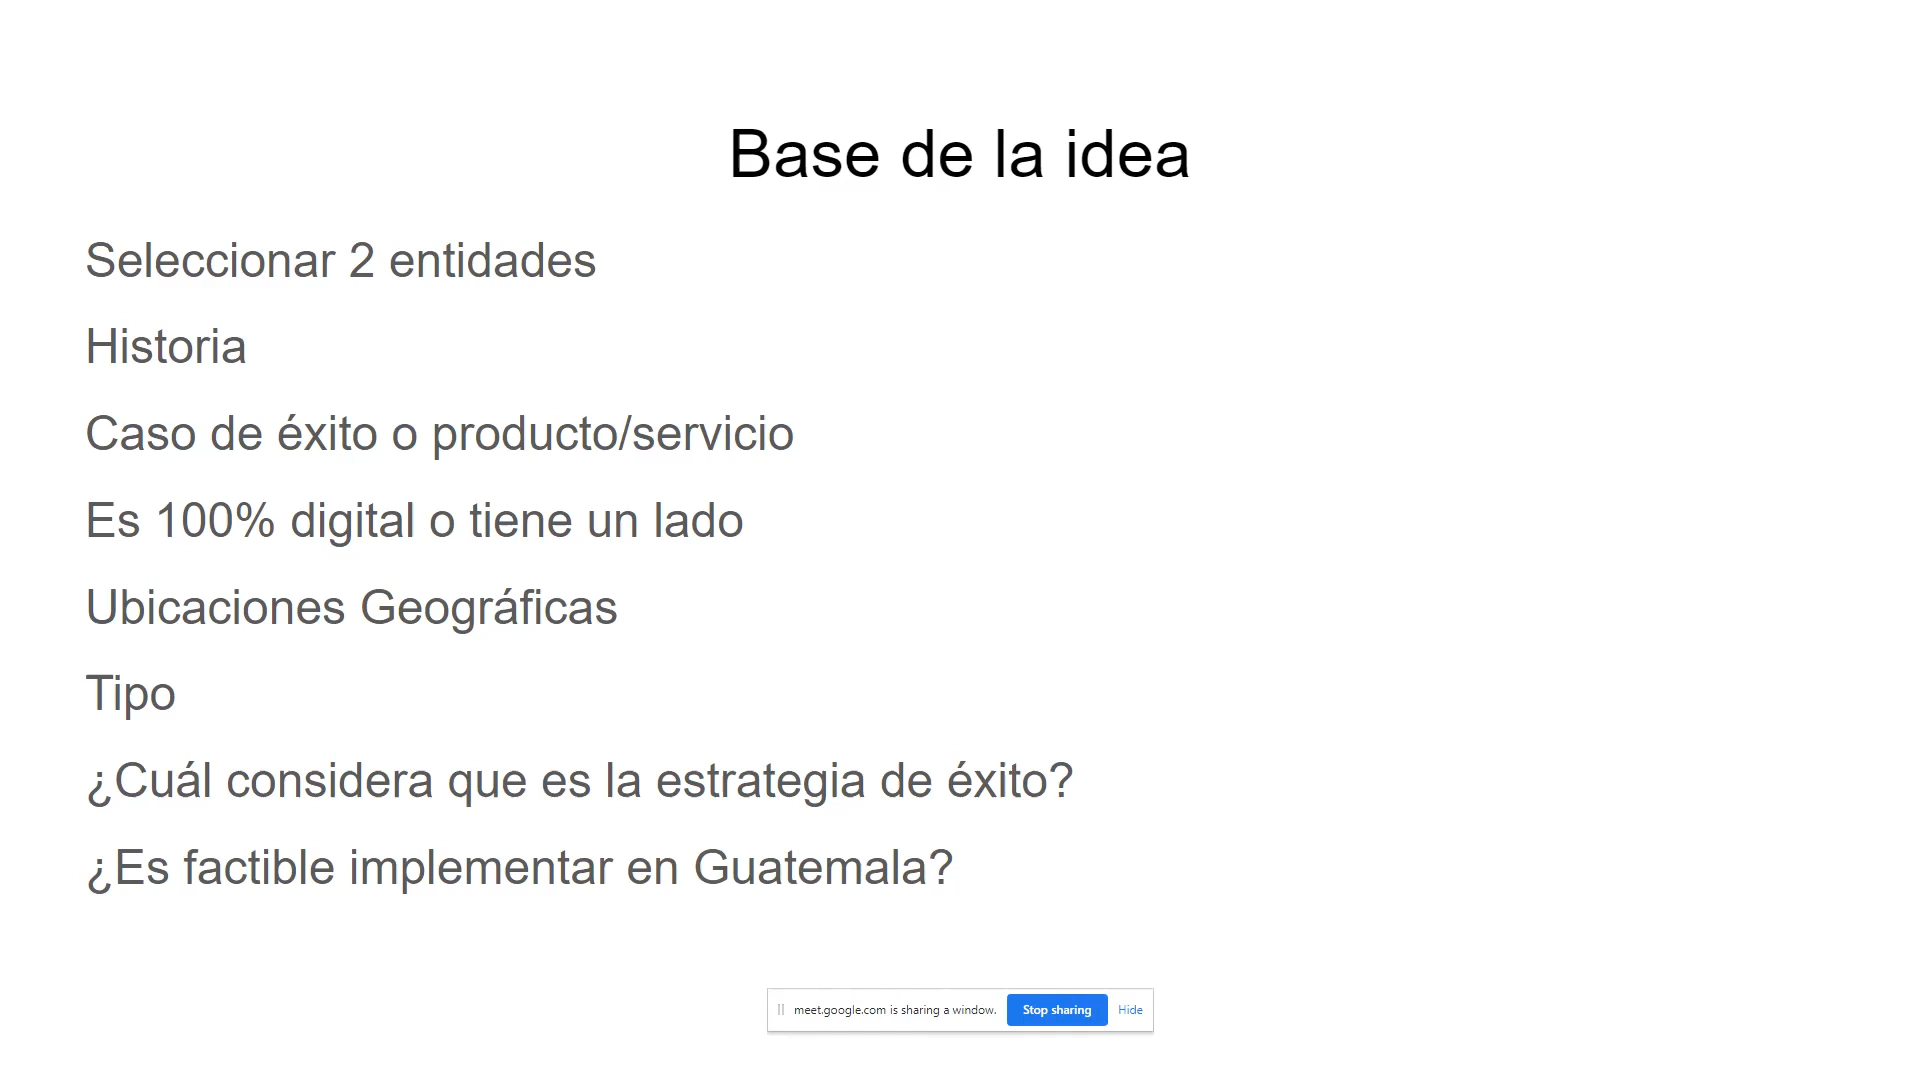 Base de la idea
Seleccionar 2 entidades
Historia
Caso de éxito o producto/servicio
Es 100% digital o tiene un lado
Ubicaciones Geográficas
Tipo
¿Cuál considera que es la estrategia de éxito?
¿Es factible implementar en Guatemala?
meet.google.com is sharing a window. Stop sharing Hide